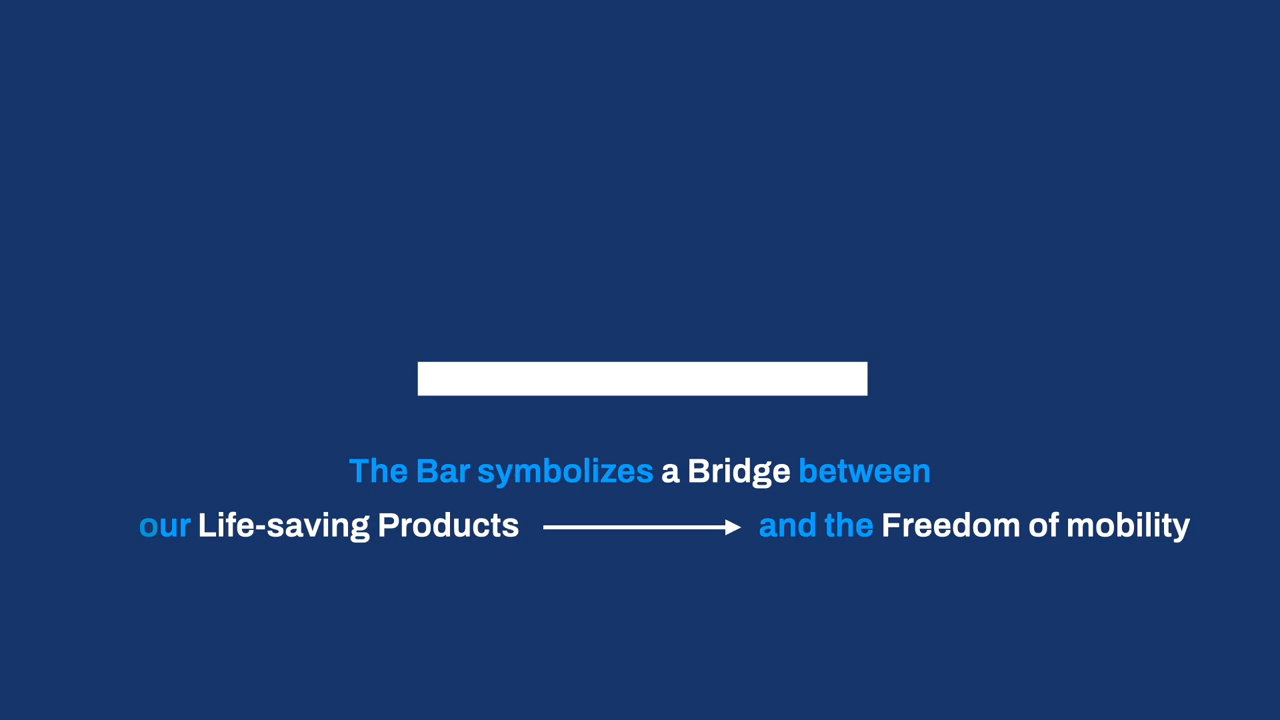 The Bar symbolizes a Bridge between
our Life-saving Products and the Freedom of mobility